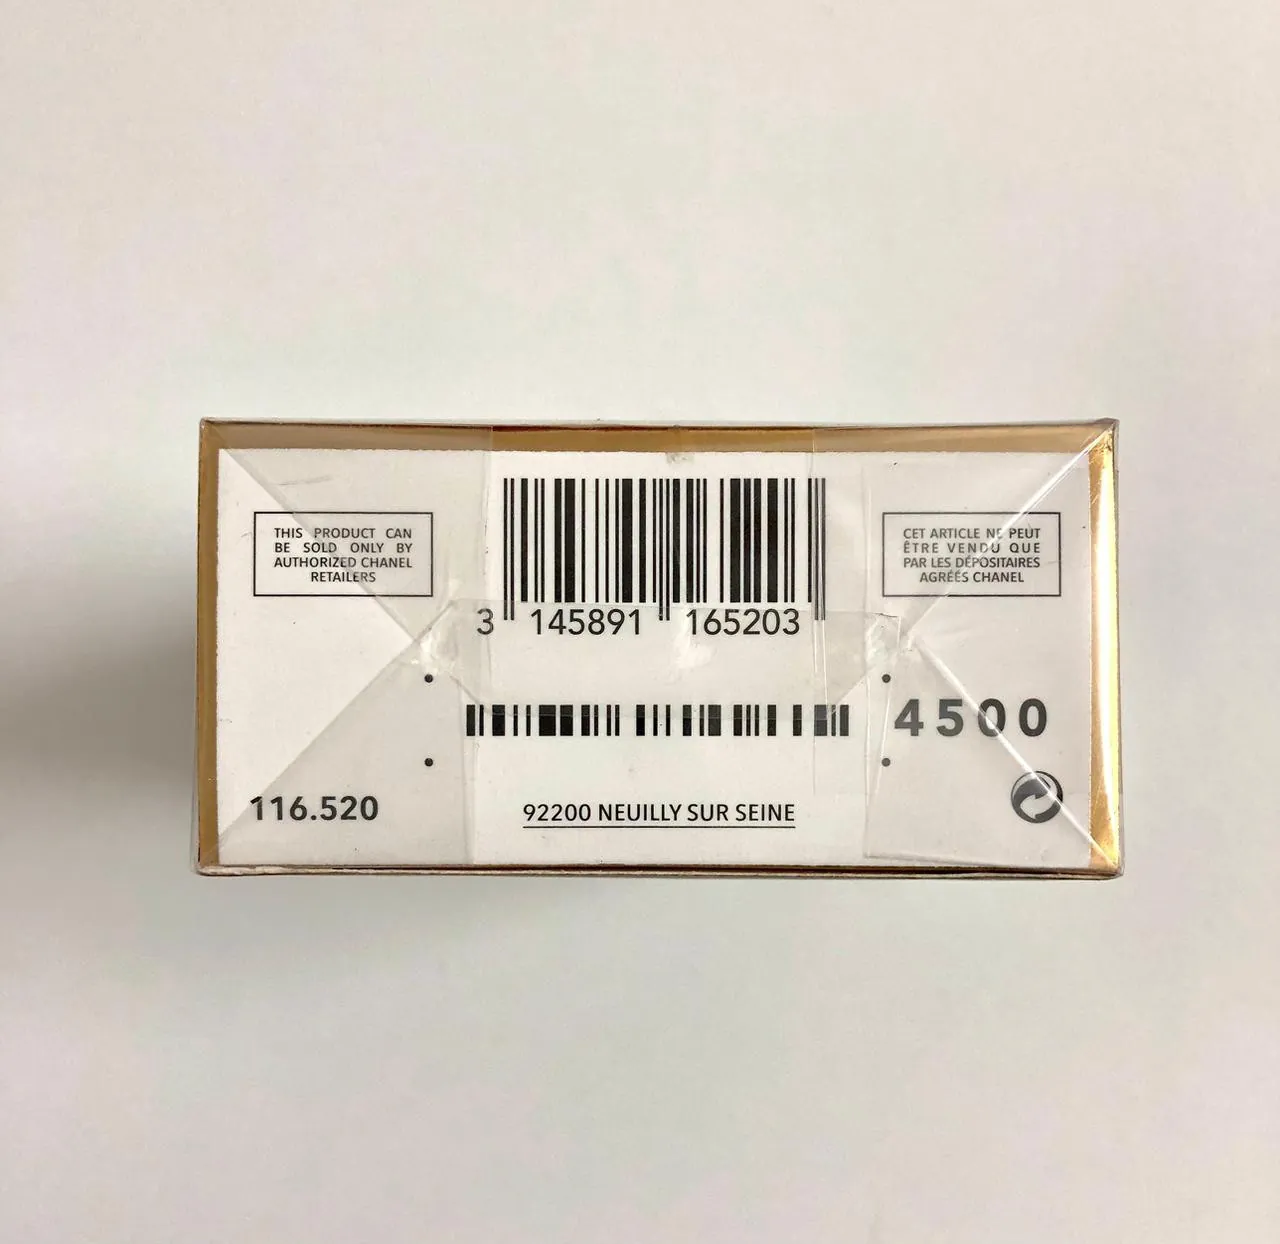 THIS PRODUCT CAN
BE SOLD ONLY BY
AUTHORIZED CHANEL
RETAILERS
3 145891 165203
CET ARTICLE NE PEUT
ÊTRE VENDU QUE
PAR LES DÉPOSITAIRES
AGRÉÉS CHANEL
4500
116.520
92200 NEUILLY SUR SEINE